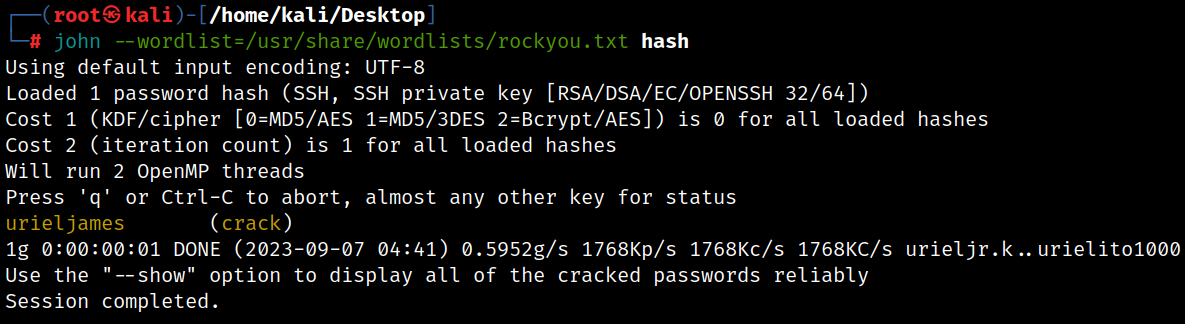 ┌──(root㉿kali)-[/home/kali/Desktop]
└─# john --wordlist=/usr/share/wordlists/rockyou.txt hash
Using default input encoding: UTF-8
Loaded 1 password hash (SSH, SSH private key [RSA/DSA/EC/OPENSSH 32/64])
Cost 1 (KDF/cipher [0=MD5/AES 1=MD5/3DES 2=Bcrypt/AES]) is 0 for all loaded hashes
Cost 2 (iteration count) is 1 for all loaded hashes
Will run 2 OpenMP threads
Press 'q' or Ctrl-C to abort, almost any other key for status
urieljames       (crack)
1g 0:00:00:01 DONE (2023-09-07 04:41) 0.5952g/s 1768Kp/s 1768Kc/s 1768KC/s urieljr.k..urielito1000
Use the "--show" option to display all of the cracked passwords reliably
Session completed.